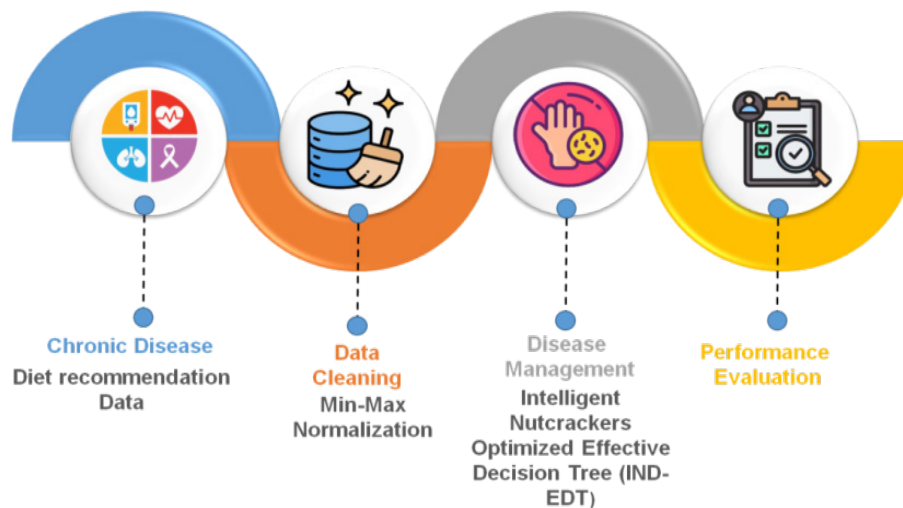 Chronic Disease
Diet recommendation
Data
Data
Cleaning
Min-Max
Normalization
Disease
Management
Intelligent
Nutcrackers
Optimized Effective
Decision Tree (IND-
EDT)
Performance
Evaluation